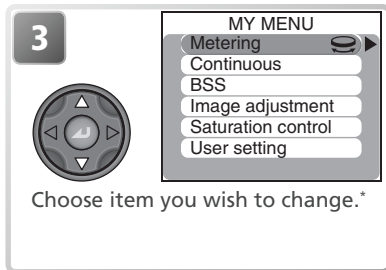 3
MY MENU
Metering
Continuous
BSS
Image adjustment
Saturation control
User setting
Choose item you wish to change.*